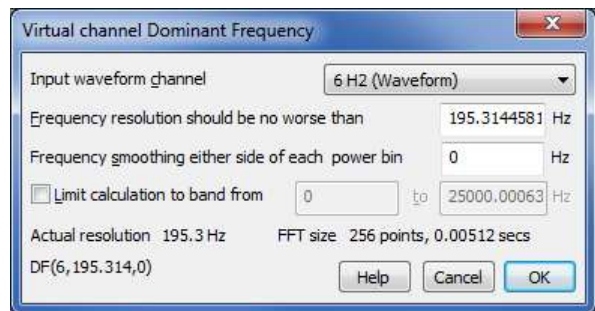 Virtual channel Dominant Frequency
Input waveform channel 6 H2 (Waveform)
Frequency resolution should be no worse than 195.3144581 Hz
Frequency smoothing either side of each power bin 0 Hz
Limit calculation to band from 0 to 25000.00063 Hz
Actual resolution 195.3 Hz FFT size 256 points, 0.00512 secs
DF(6,195.314,0) Help Cancel OK